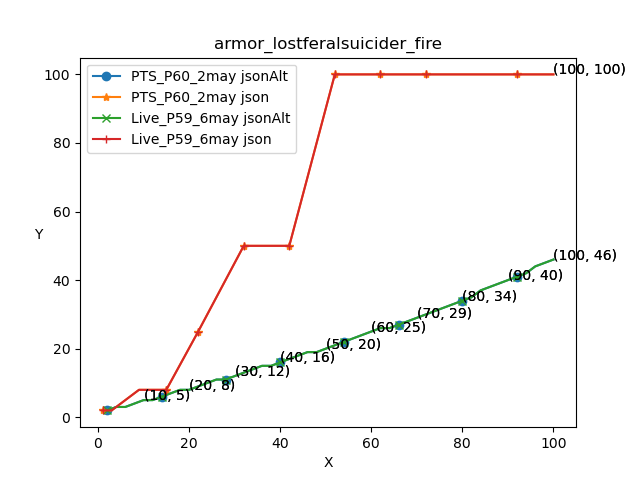 armor_lostferalsuicider_fire
PTS_P60_2may jsonAlt
PTS_P60_2may json
Live_P59_6may jsonAlt
Live_P59_6may json
(100, 100)
(100, 46)
(90, 40)
(80, 34)
(70, 29)
(60, 25)
(50, 20)
(40, 16)
(30, 12)
(20, 8)
(10, 5)
Y
100
80
60
40
20
0
0 20 40 60 80 100
X